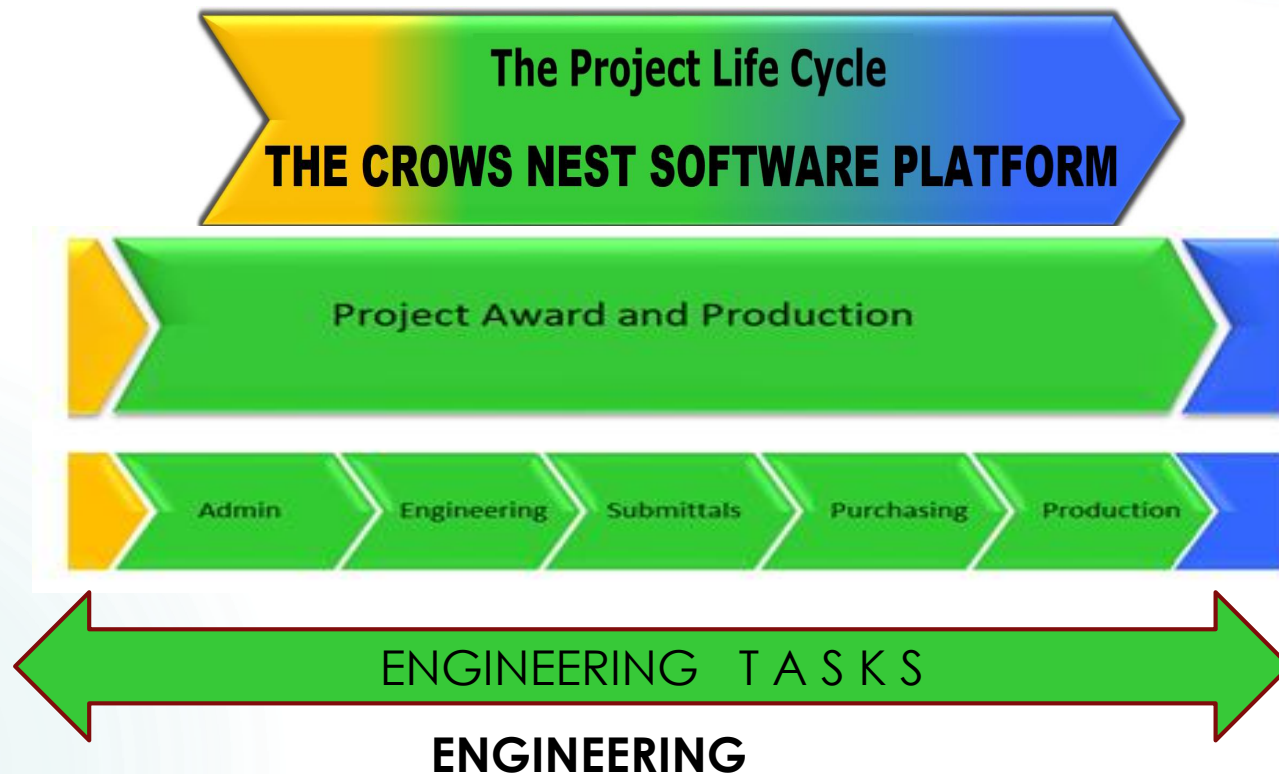 The Project Life Cycle
THE CROWS NEST SOFTWARE PLATFORM
Project Award and Production
Admin Engineering Submittals Purchasing Production
ENGINEERING T A S K S
ENGINEERING